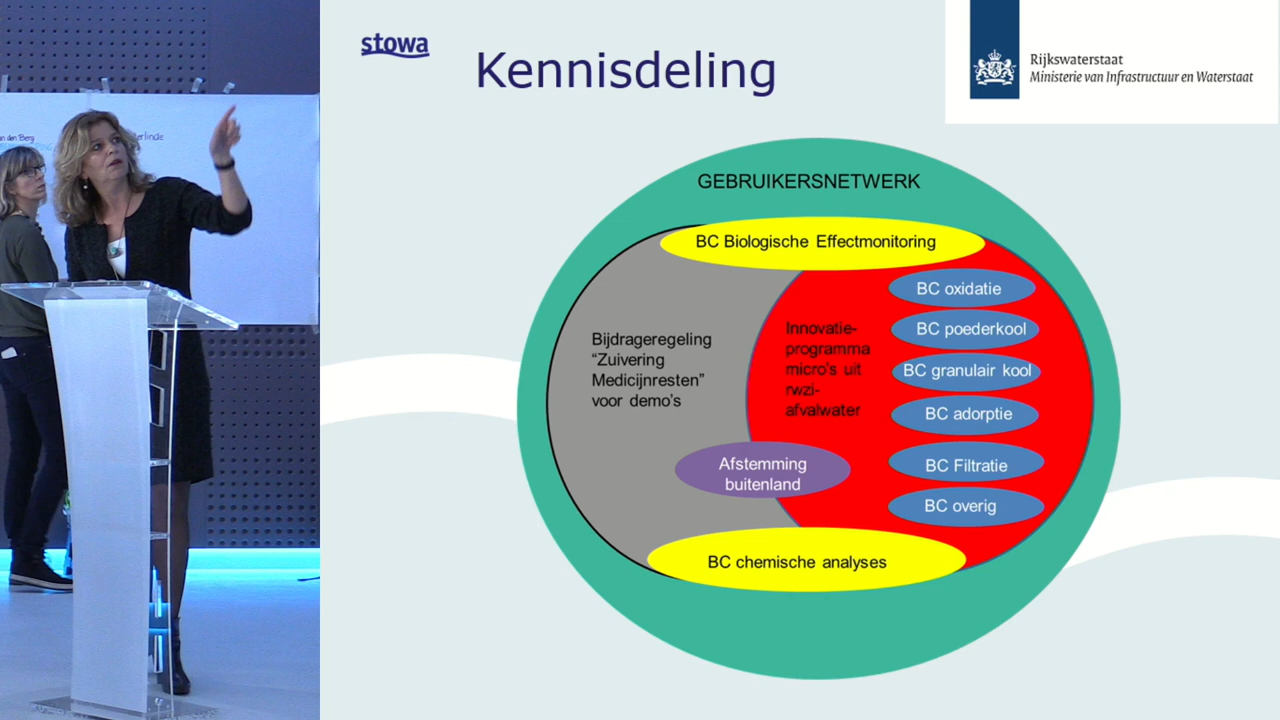 stowa
Kennisdeling
Rijkswaterstaat
Ministerie van Infrastructuur en Waterstaat
GEBRUIKERSNETWERK
BC Biologische Effectmonitoring
BC oxidatie
BC poederkool
BC granulair kool
BC adorptie
BC Filtratie
BC overig
Bijdrageregeling
“Zuivering
Medicijnresten”
voor demo’s
Innovatie-
programma
micro’s uit
rwzi-
afvalwater
Afstemming
buitenland
BC chemische analyses
den Berg